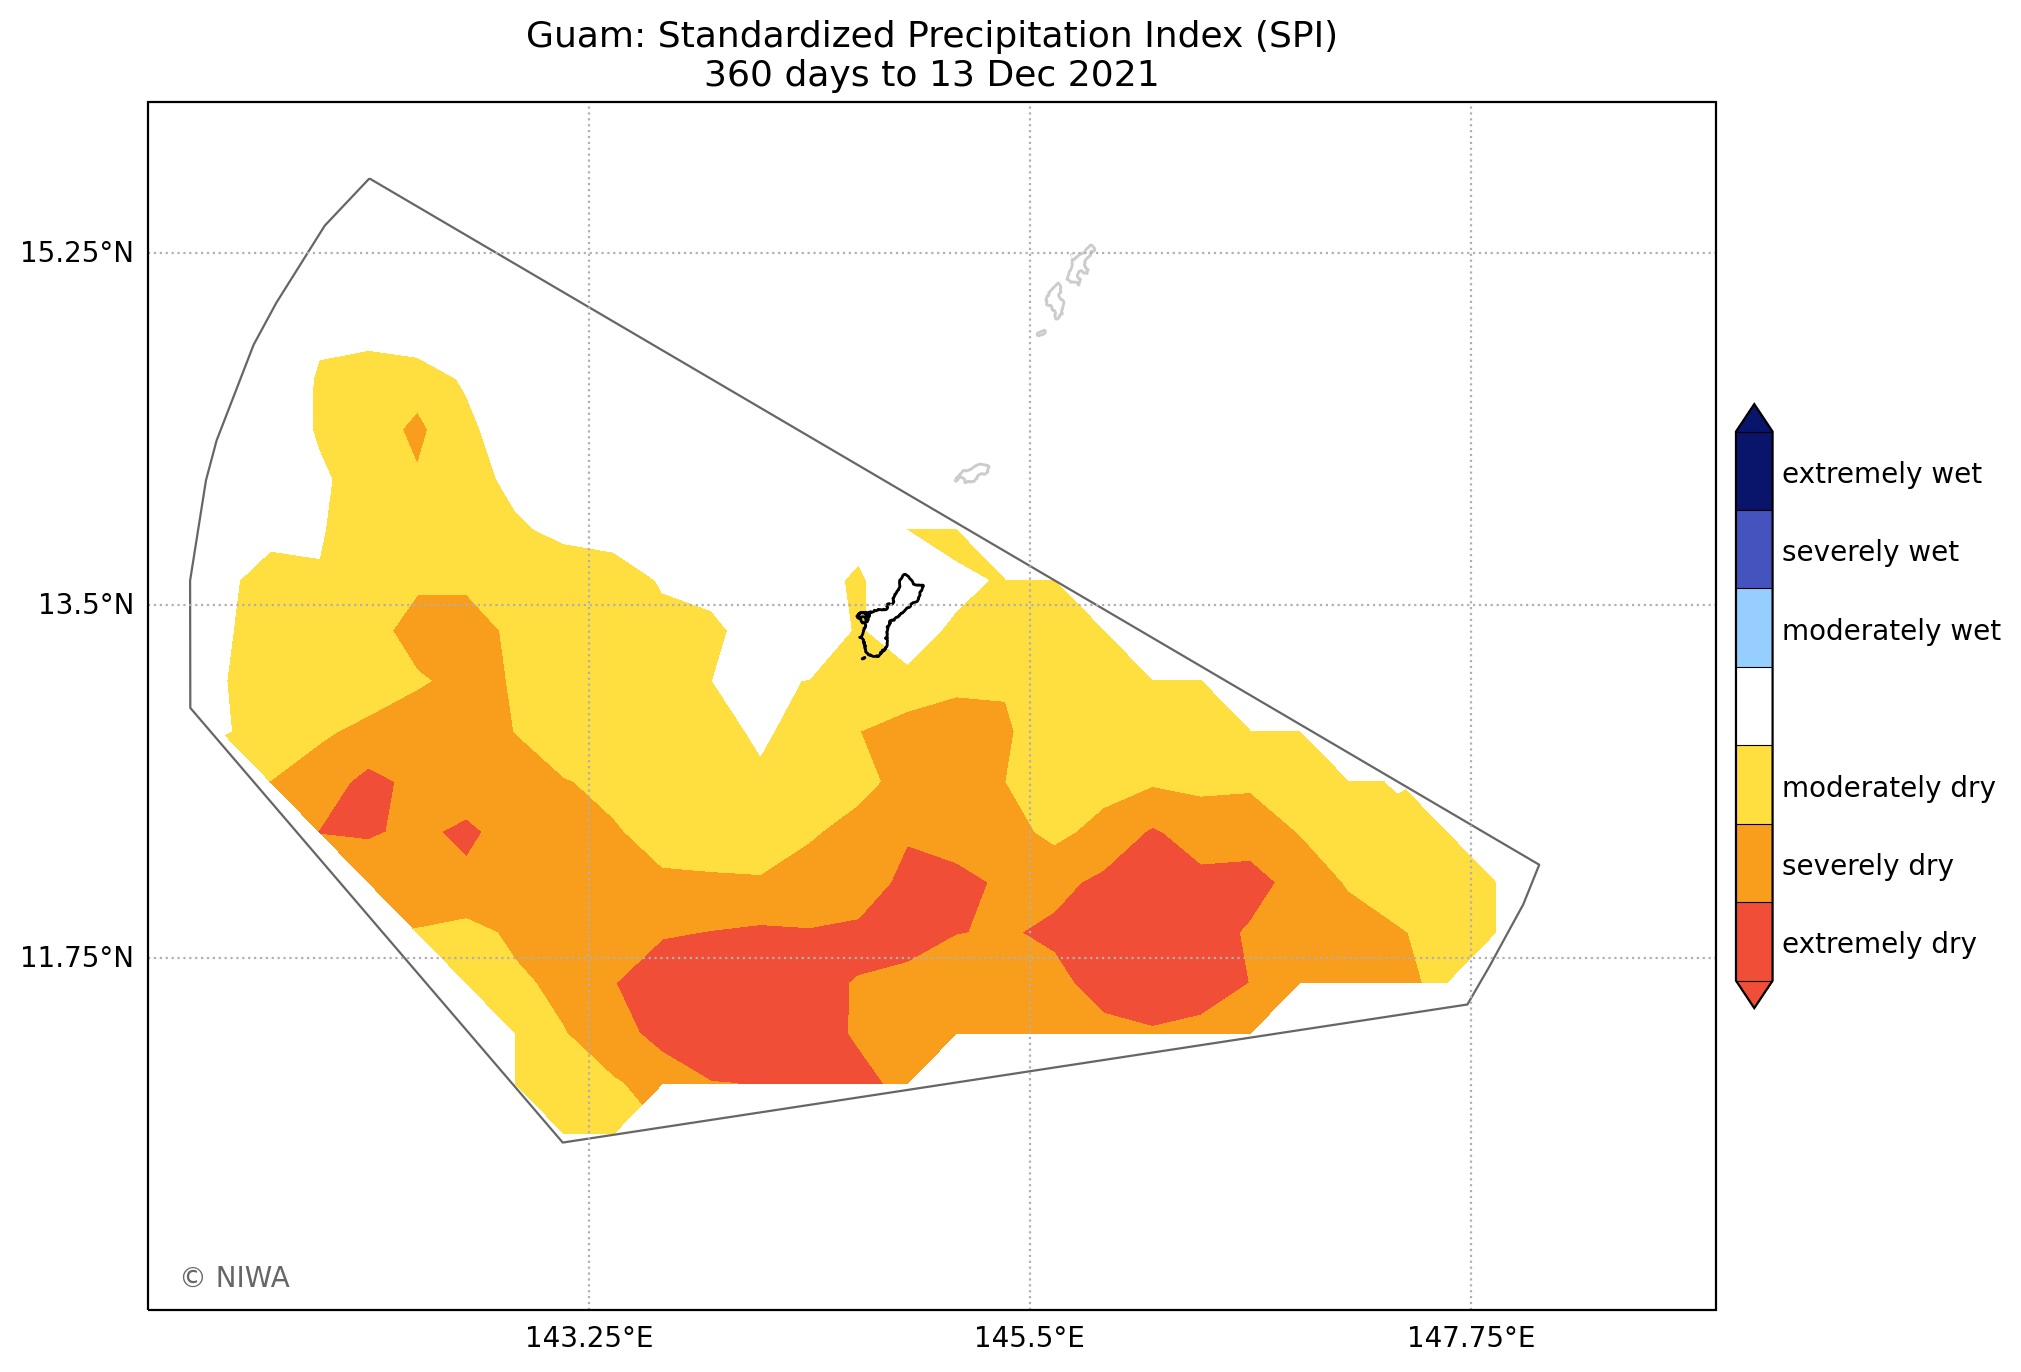 Guam: Standardized Precipitation Index (SPI)
360 days to 13 Dec 2021
15.25°N
13.5°N
11.75°N
143.25°E
145.5°E
147.75°E
extremely wet
severely wet
moderately wet
moderately dry
severely dry
extremely dry
© NIWA